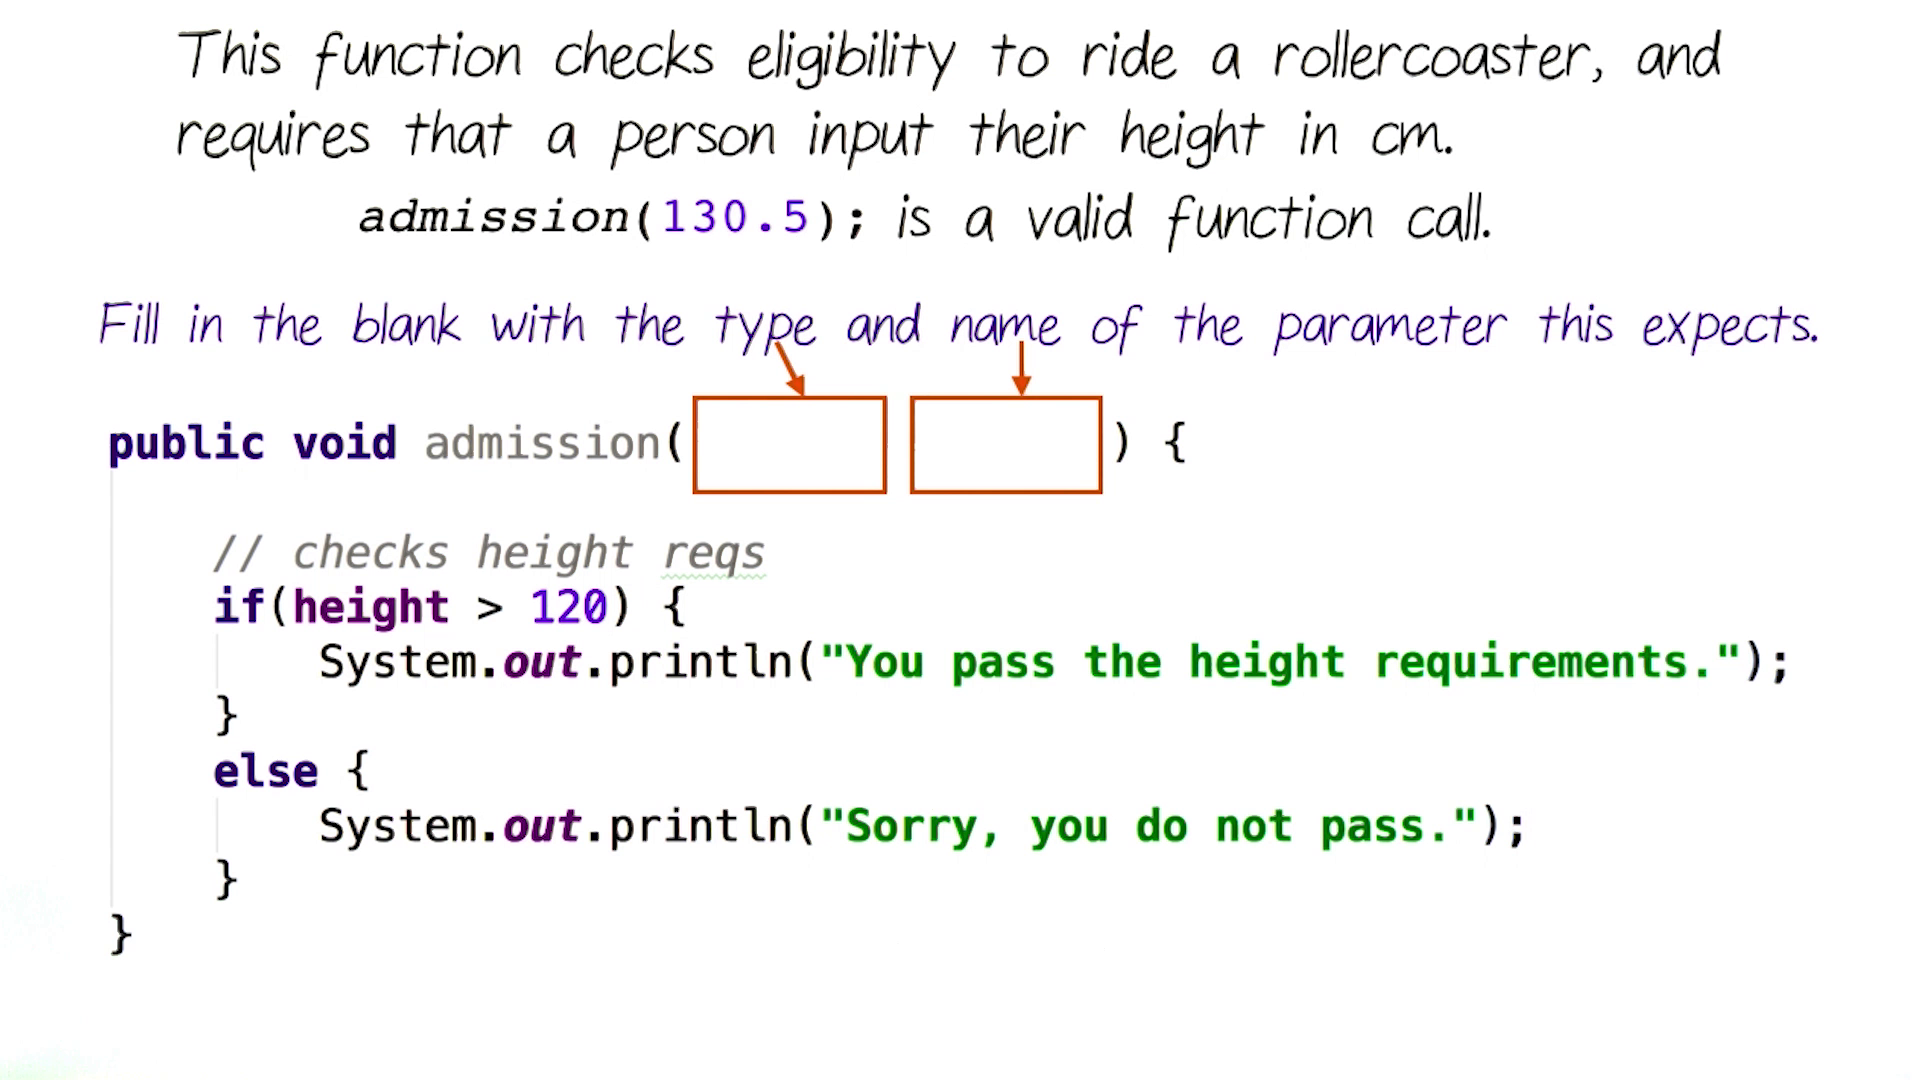 This function checks eligibility to ride a rollercoaster, and
requires that a person input their height in cm.
admission(130.5); is a valid function call.
Fill in the blank with the type and name of the parameter this expects.
public void admission( ) {
// checks height reqs
if(height > 120) {
System.out.println("You pass the height requirements.");
}
else {
System.out.println("Sorry, you do not pass.");
}
}